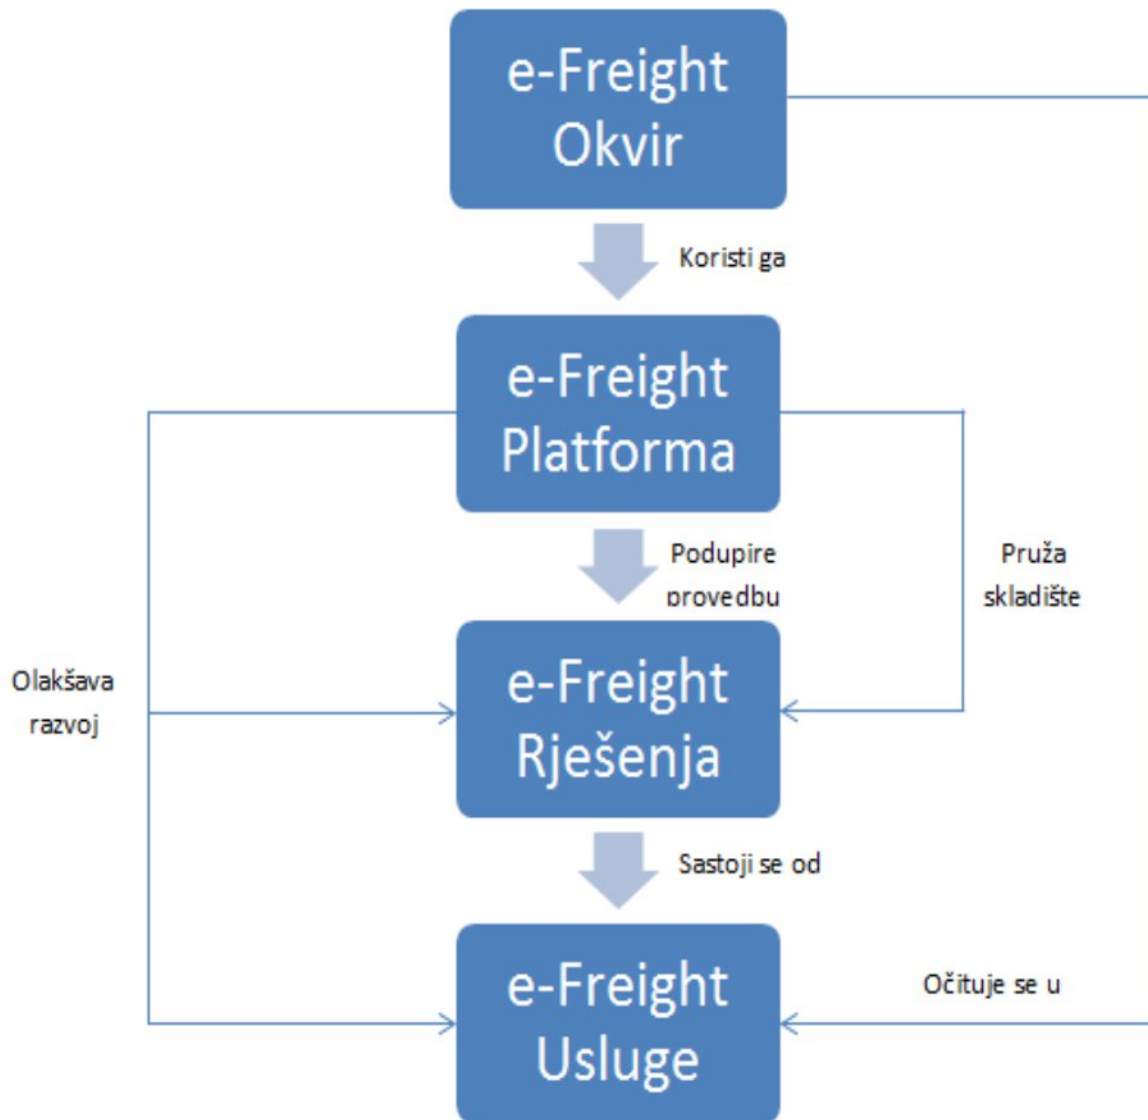 e-Freight
Okvir
Koristi ga
e-Freight
Platforma
Podupire
provedbu
Pruža
skladište
Olakšava
razvoj
e-Freight
Rješenja
Sastoji se od
e-Freight
Usluge
Očituje se u